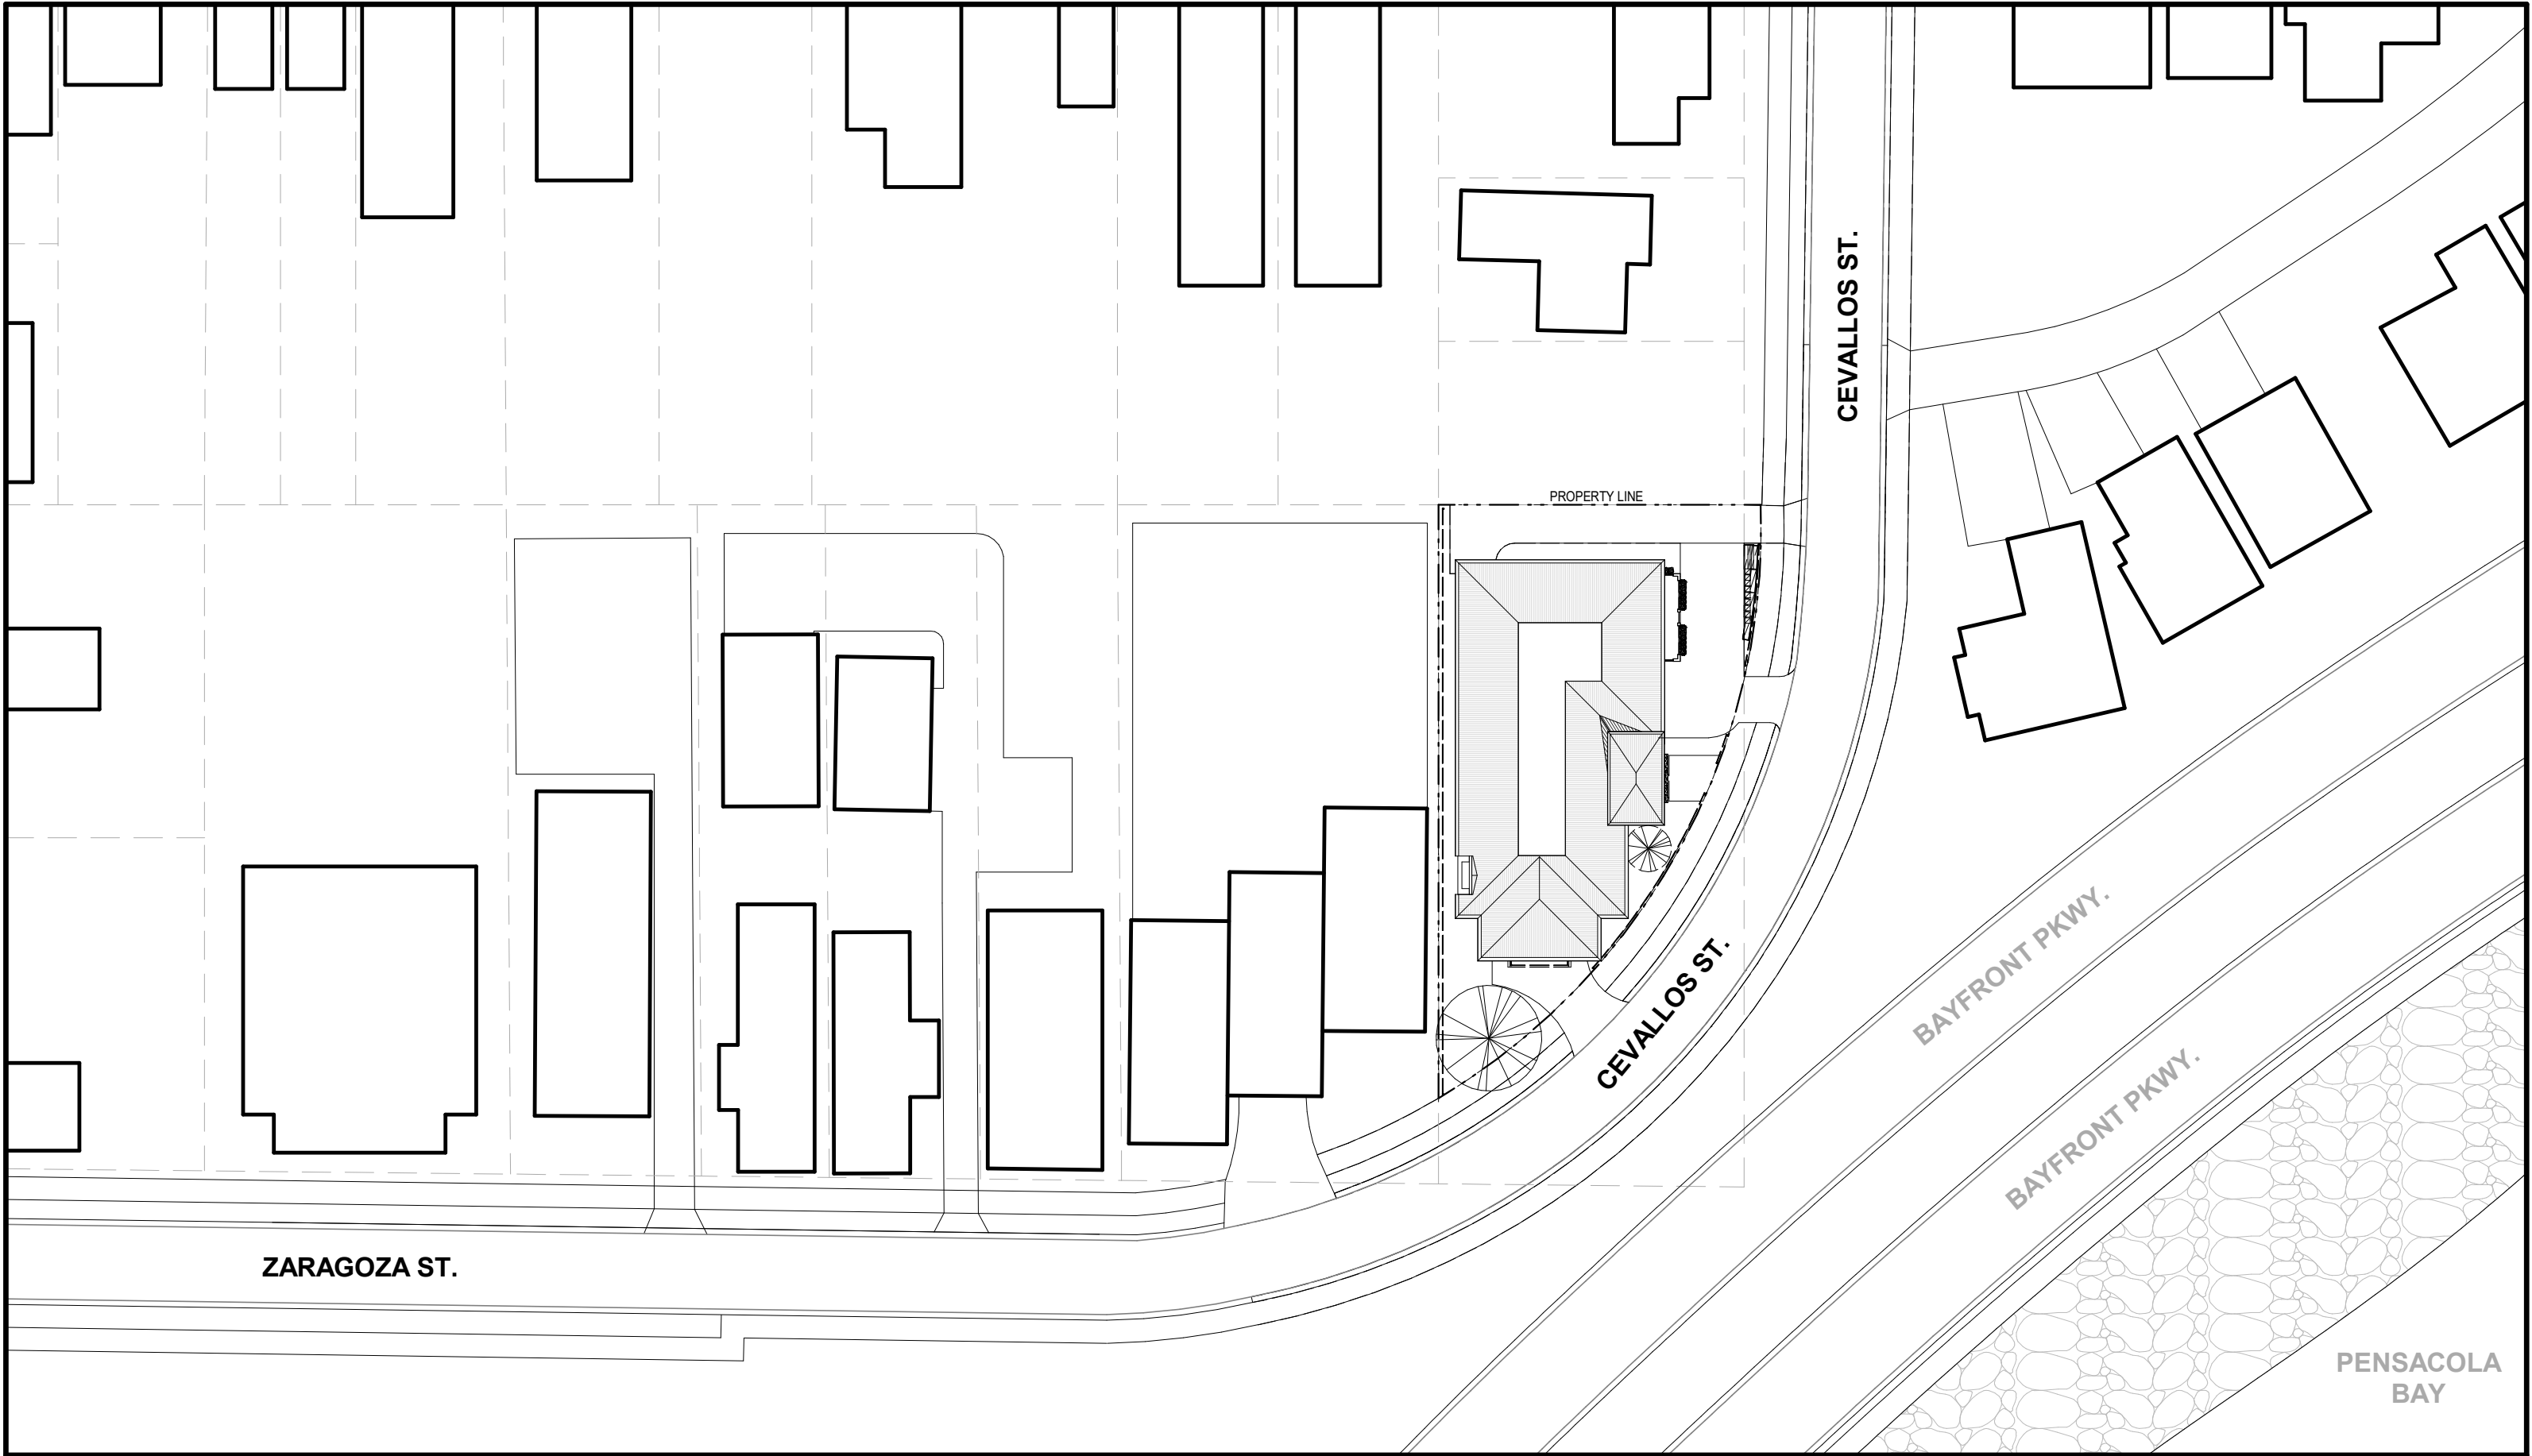 CEVALLOS ST.
PROPERTY LINE
BAYFRONT PKWY.
CEVALLOS ST.
BAYFRONT PKWY.
ZARAGOZA ST.
PENSACOLA
BAY